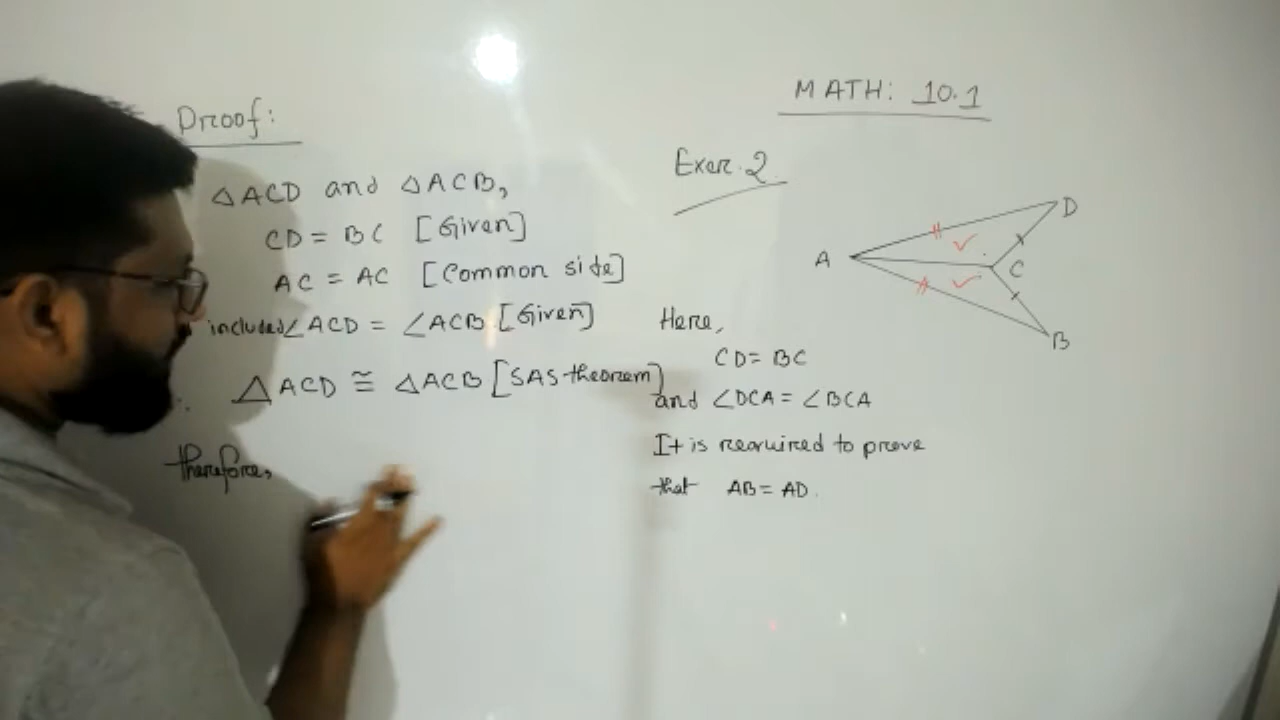 Proof:
△ACD and △ACB,
CD = BC [Given]
AC = AC [Common side]
included∠ACD = ∠ACB [Given]
∴ △ACD ≅ △ACB [SAS theorem]
therefore,
MATH: 10.1
Exer. 2
A
D
C
B
Here,
CD = BC
and ∠DCA = ∠BCA
It is required to prove
that AB = AD.